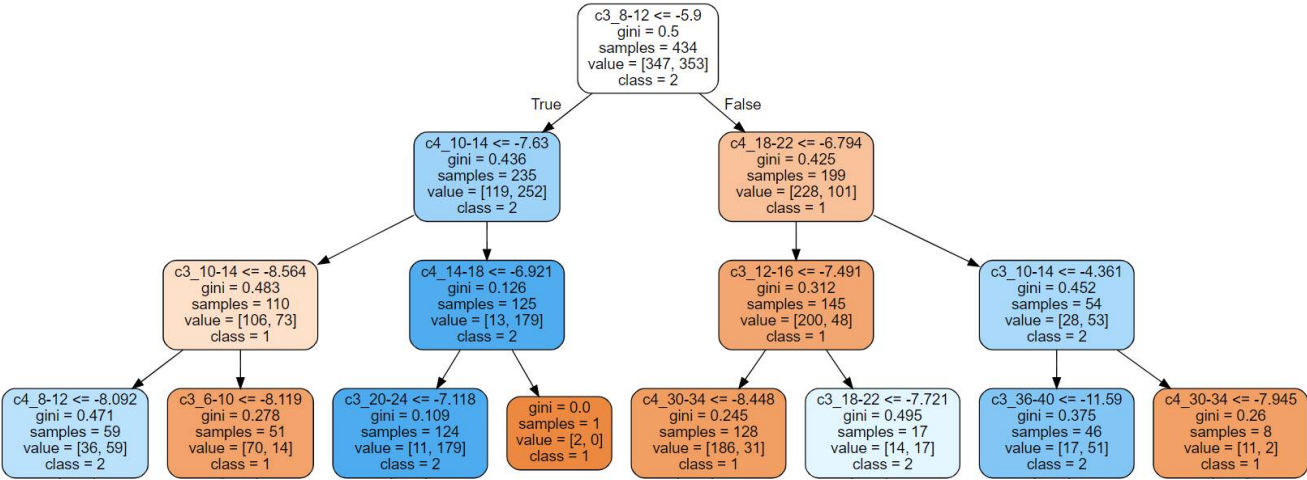 c3_8-12 <= -5.9
gini = 0.5
samples = 434
value = [347, 353]
class = 2
True
False
c4_10-14 <= -7.63
gini = 0.436
samples = 235
value = [119, 252]
class = 2
c4_18-22 <= -6.794
gini = 0.425
samples = 199
value = [228, 101]
class = 1
c3_10-14 <= -8.564
gini = 0.483
samples = 110
value = [106, 73]
class = 1
c4_14-18 <= -6.921
gini = 0.126
samples = 125
value = [13, 179]
class = 2
c3_12-16 <= -7.491
gini = 0.312
samples = 145
value = [200, 48]
class = 1
c3_10-14 <= -4.361
gini = 0.452
samples = 54
value = [28, 53]
class = 2
c4_8-12 <= -8.092
gini = 0.471
samples = 59
value = [36, 59]
class = 2
c3_6-10 <= -8.119
gini = 0.278
samples = 51
value = [70, 14]
class = 1
c3_20-24 <= -7.118
gini = 0.109
samples = 124
value = [11, 179]
class = 2
gini = 0.0
samples = 1
value = [2, 0]
class = 1
c4_30-34 <= -8.448
gini = 0.245
samples = 128
value = [186, 31]
class = 1
c3_18-22 <= -7.721
gini = 0.495
samples = 17
value = [14, 17]
class = 2
c3_36-40 <= -11.59
gini = 0.375
samples = 46
value = [17, 51]
class = 2
c4_30-34 <= -7.945
gini = 0.26
samples = 8
value = [11, 2]
class = 1